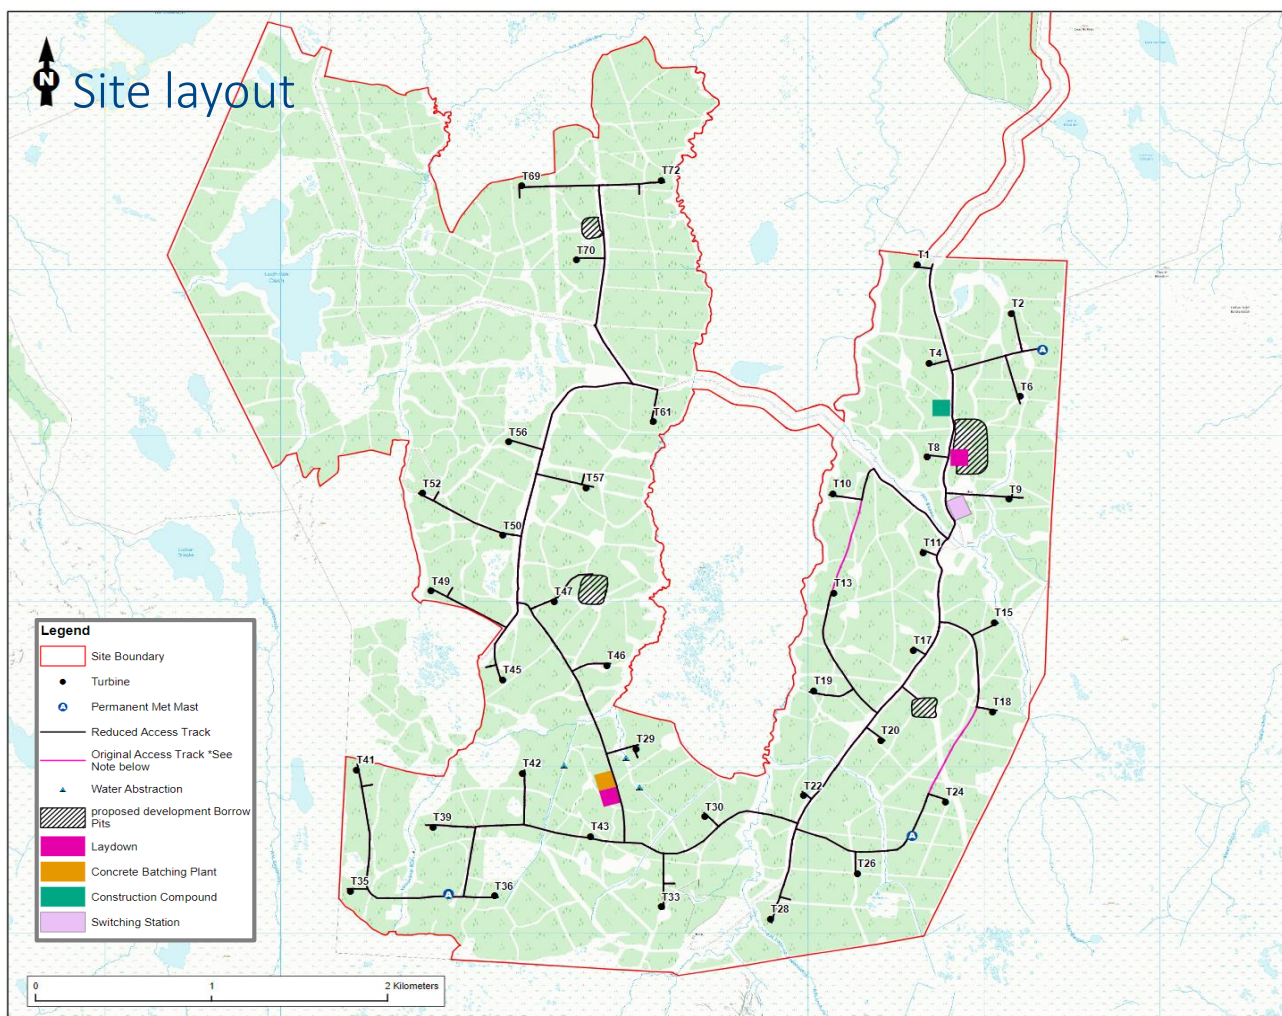 N
Site layout
T72
T69
T70
T1
T2
T4
T6
T61
T56
T8
T57
T52
T10
T9
T50
T11
T49
T47
T13
T15
T17
T46
T45
T19
T18
T20
T29
T41
T42
T22
T24
T30
T39
T43
T26
T35
T36
T33
T28
Legend
Site Boundary
Turbine
A Permanent Met Mast
Reduced Access Track
Original Access Track *See
Note below
Water Abstraction
proposed development Borrow
Pits
Laydown
Concrete Batching Plant
Construction Compound
Switching Station
0 1 2 Kilometers